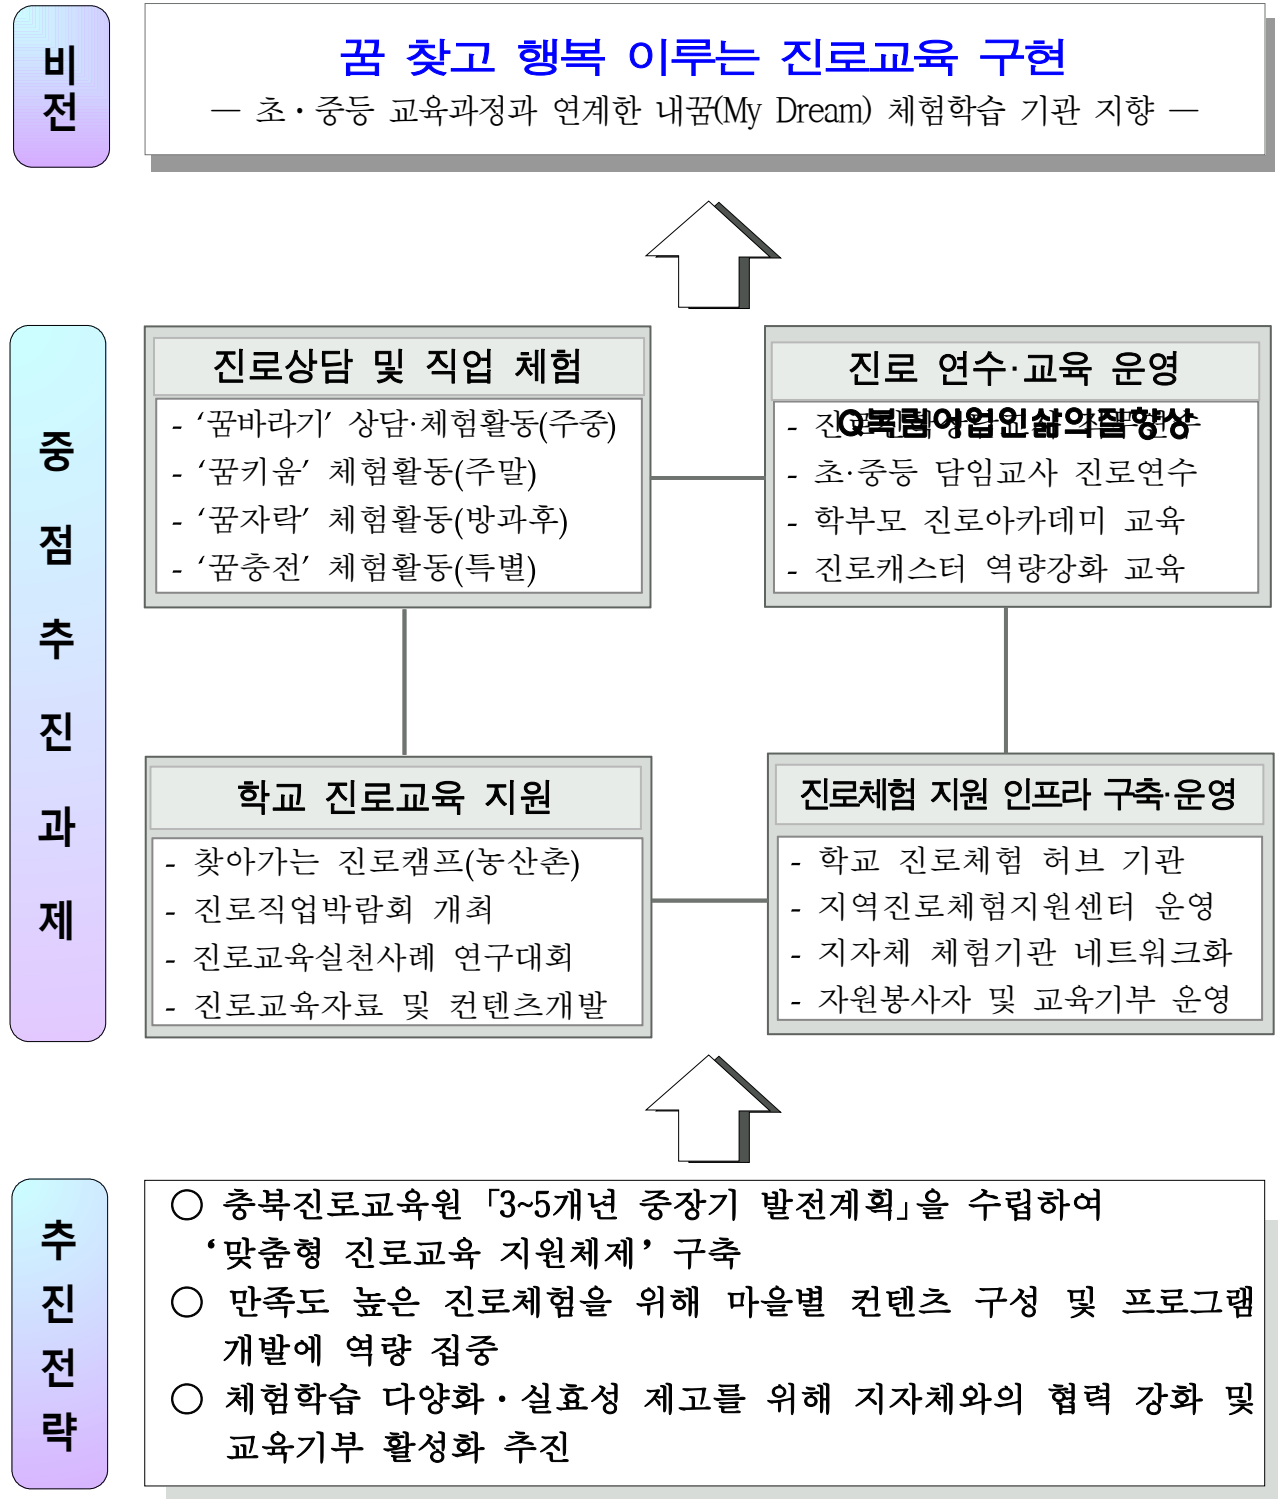 비전
꿈 찾고 행복 이루는 진로교육 구현
― 초·중등 교육과정과 연계한 내꿈(My Dream) 체험학습 기관 지향 ―
중점추진과제
진로상담 및 직업 체험
- ‘꿈바라기’ 상담·체험활동(주중)
- ‘꿈키움’ 체험활동(주말)
- ‘꿈자락’ 체험활동(방과후)
- ‘꿈충전’ 체험활동(특별)
진로 연수·교육 운영
- 초·중등 담임교사 진로연수
- 학부모 진로아카데미 교육
- 진로캐스터 역량강화 교육
학교 진로교육 지원
- 찾아가는 진로캠프(농산촌)
- 진로직업박람회 개최
- 진로교육실천사례 연구대회
- 진로교육자료 및 컨텐츠개발
진로체험 지원 인프라 구축·운영
- 학교 진로체험 허브 기관
- 지역진로체험지원센터 운영
- 지자체 체험기관 네트워크화
- 자원봉사자 및 교육기부 운영
추진전략
○ 충북진로교육원 「3~5개년 중장기 발전계획」을 수립하여
‘맞춤형 진로교육 지원체제’ 구축
○ 만족도 높은 진로체험을 위해 마을별 컨텐츠 구성 및 프로그램
개발에 역량 집중
○ 체험학습 다양화·실효성 제고를 위해 지자체와의 협력 강화 및
교육기부 활성화 추진